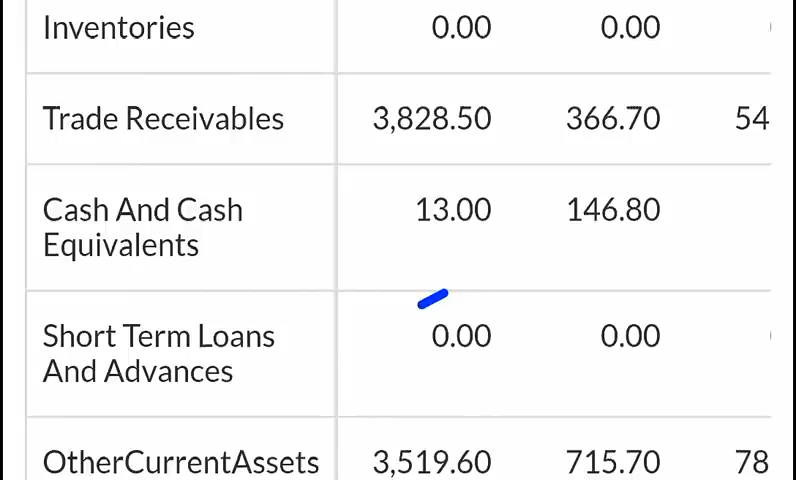 Inventories 0.00 0.00
Trade Receivables 3,828.50 366.70 54
Cash And Cash 13.00 146.80
Equivalents
Short Term Loans 0.00 0.00
And Advances
OtherCurrentAssets 3,519.60 715.70 78